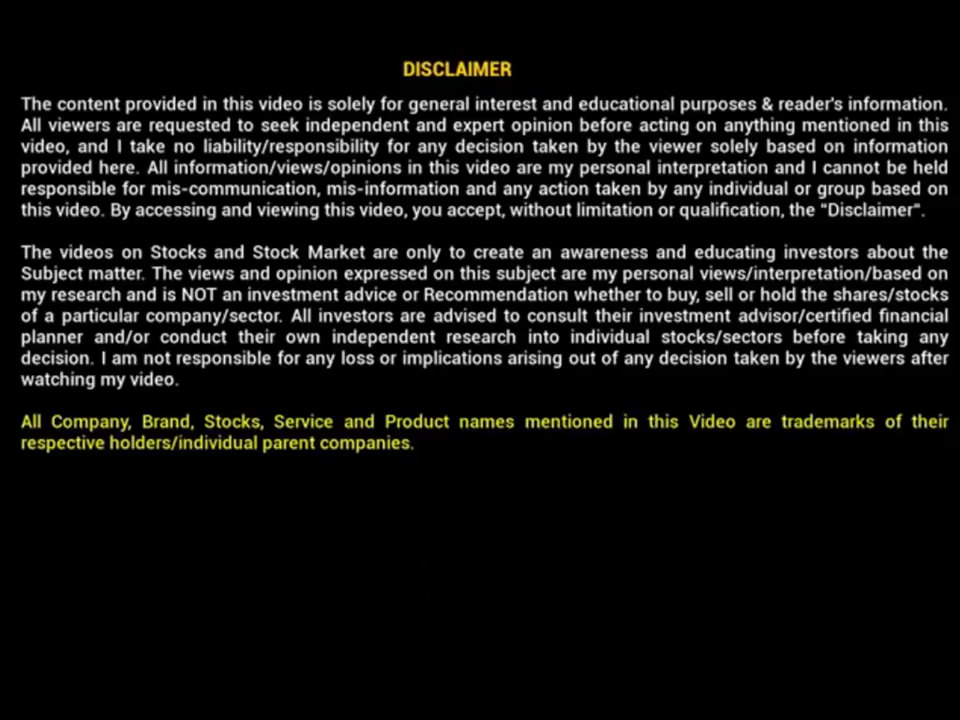 DISCLAIMER
The content provided in this video is solely for general interest and educational purposes & reader's information.
All viewers are requested to seek independent and expert opinion before acting on anything mentioned in this
video, and I take no liability/responsibility for any decision taken by the viewer solely based on information
provided here. All information/views/opinions in this video are my personal interpretation and I cannot be held
responsible for mis-communication, mis-information and any action taken by any individual or group based on
this video. By accessing and viewing this video, you accept, without limitation or qualification, the "Disclaimer".
The videos on Stocks and Stock Market are only to create an awareness and educating investors about the
Subject matter. The views and opinion expressed on this subject are my personal views/interpretation/based on
my research and is NOT an investment advice or Recommendation whether to buy, sell or hold the shares/stocks
of a particular company/sector. All investors are advised to consult their investment advisor/certified financial
planner and/or conduct their own independent research into individual stocks/sectors before taking any
decision. I am not responsible for any loss or implications arising out of any decision taken by the viewers after
watching my video.
All Company, Brand, Stocks, Service and Product names mentioned in this Video are trademarks of their
respective holders/individual parent companies.